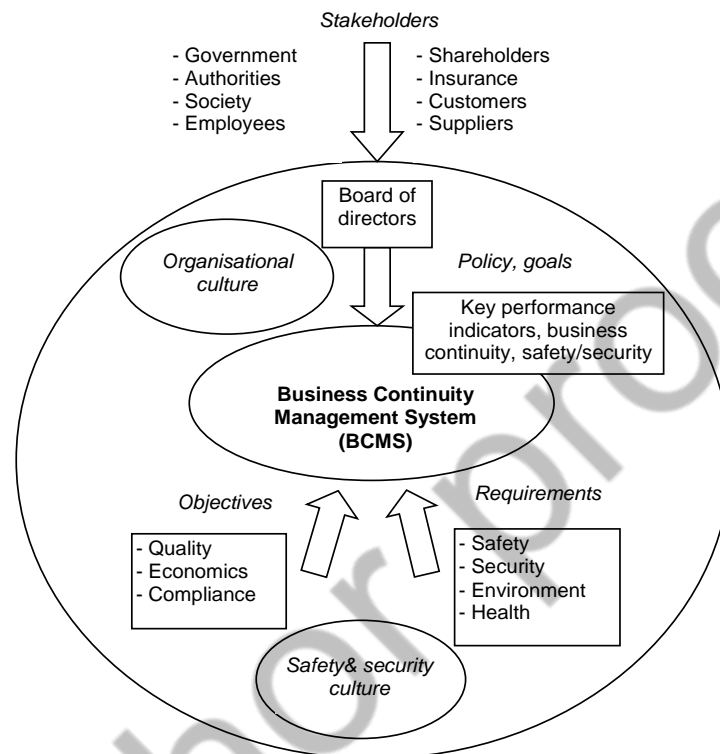 Stakeholders
- Government
- Authorities
- Society
- Employees
- Shareholders
- Insurance
- Customers
- Suppliers
Board of
directors
Organisational
culture
Policy, goals
Key performance
indicators, business
continuity, safety/security
Business Continuity
Management System
(BCMS)
Objectives
Requirements
- Quality
- Economics
- Compliance
- Safety
- Security
- Environment
- Health
Safety& security
culture
hor proo